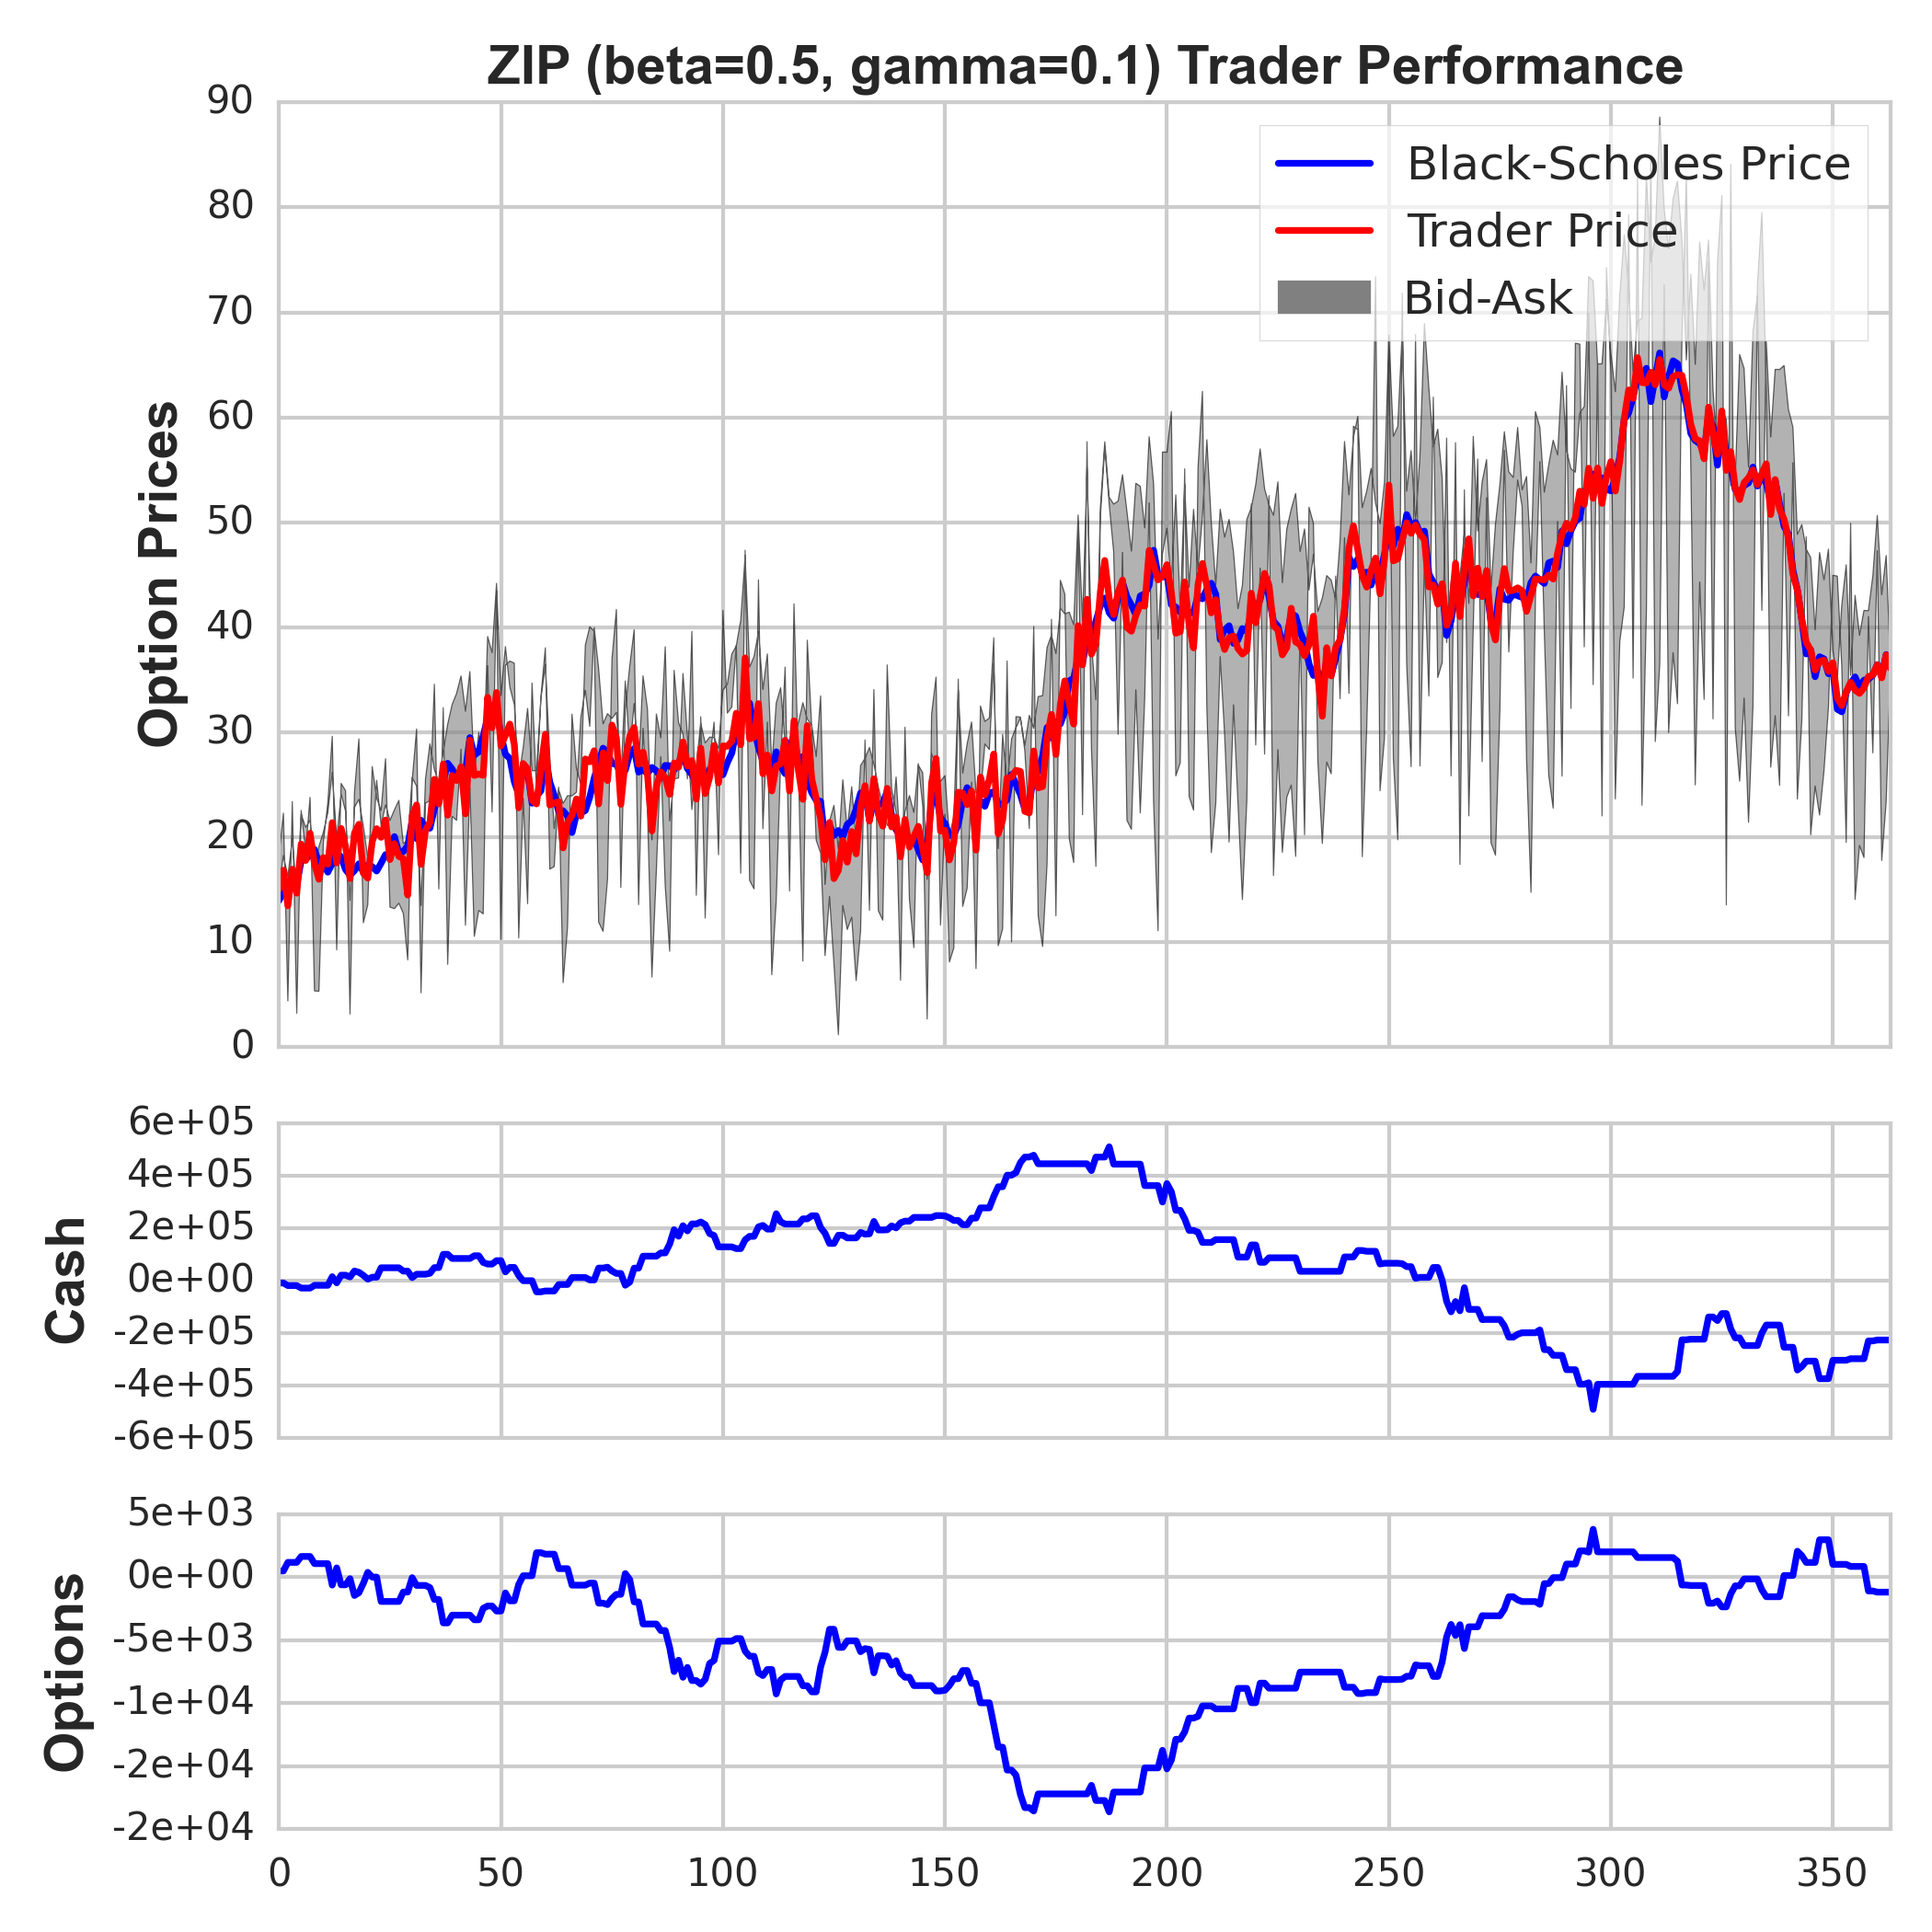 ZIP (beta=0.5, gamma=0.1) Trader Performance
90
80
70
60
50
40
30
20
10
0
Option Prices
Black-Scholes Price
Trader Price
Bid-Ask
6e+05
4e+05
2e+05
0e+00
-2e+05
-4e+05
-6e+05
Cash
5e+03
0e+00
-5e+03
-1e+04
-2e+04
-2e+04
Options
0 50 100 150 200 250 300 350